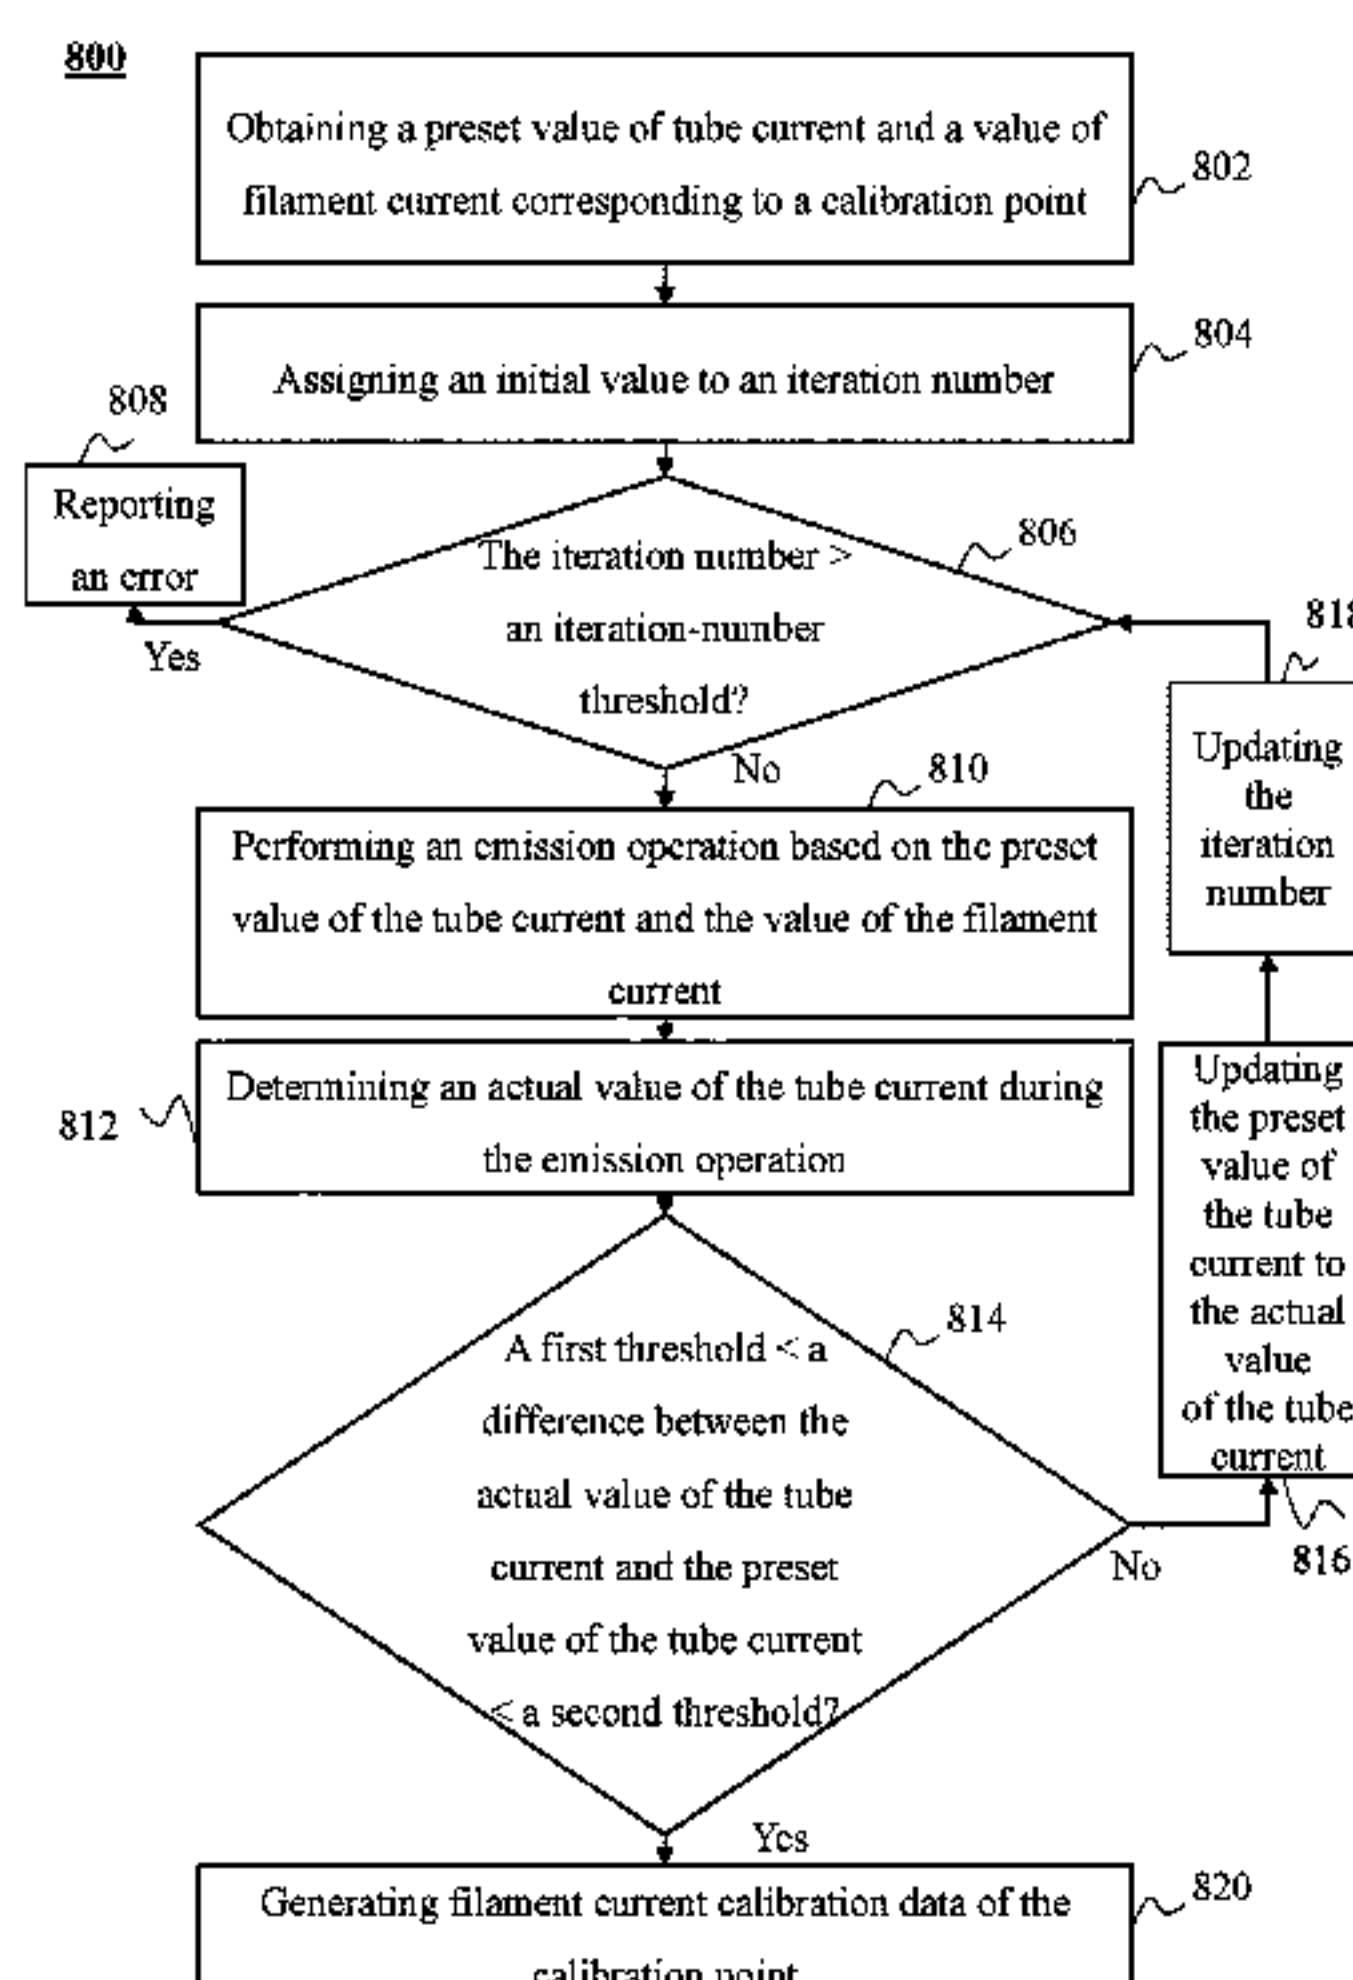 800
Obtaining a preset value of tube current and a value of
filament current corresponding to a calibration point
802
804
Assigning an initial value to an iteration number
808
Reporting
an error
Yes
806
The iteration number >
an iteration-number
threshold?
No
810
Performing an emission operation based on the preset
value of the tube current and the value of the filament
current
812
Determining an actual value of the tube current during
the emission operation
814
A first threshold < a
difference between the
actual value of the tube
current and the preset
value of the tube current
< a second threshold?
No
816
Updating
the preset
value of
the tube
current to
the actual
value
of the tube
current
818
Updating
the
iteration
number
Yes
820
Generating filament current calibration data of the
calibration point